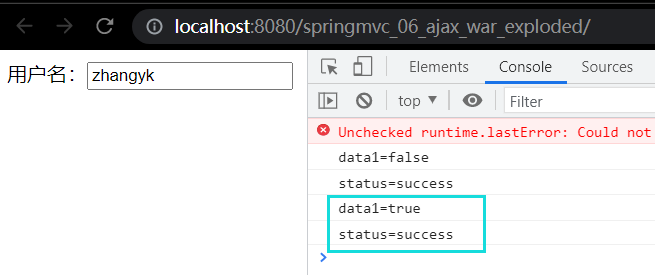 localhost:8080/springmvc_06_ajax_war_exploded/
用户名：zhangyk
Elements Console Sources
top Filter
Unchecked runtime.lastError: Could not
data1=false
status=success
data1=true
status=success